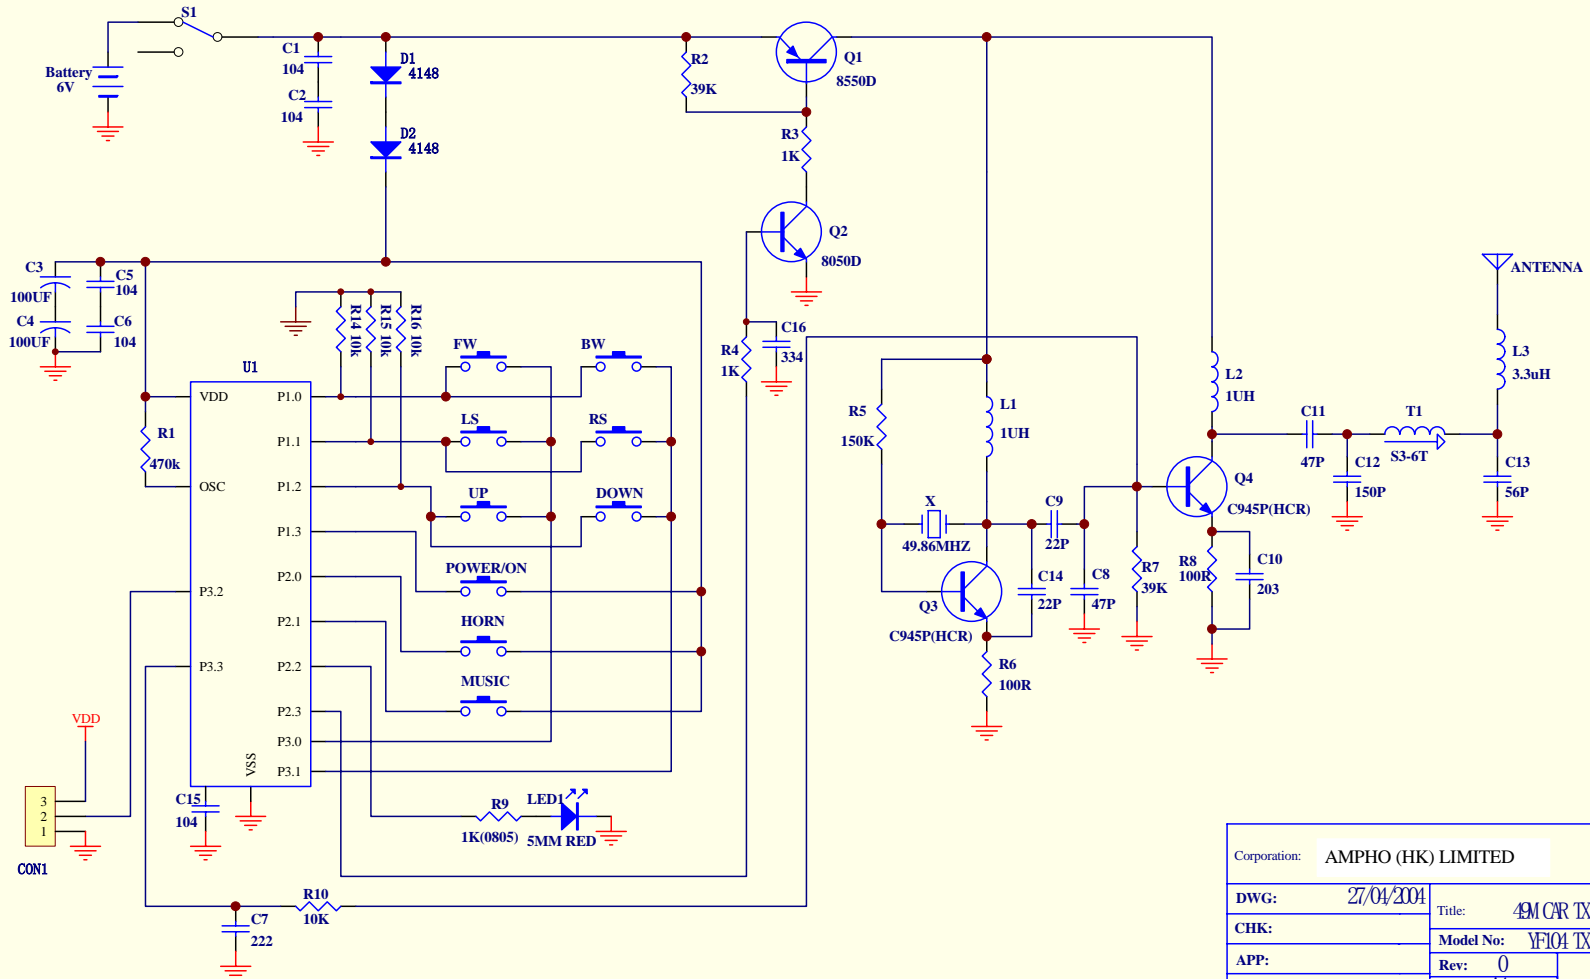 S1
Battery
6V
C1
104
C2
104
D1
4148
D2
4148
R2
39K
Q1
8550D
R3
1K
Q2
8050D
C3
100UF
C4
100UF
C5
104
C6
104
R14 10k
R15 10k
R16 10k
R4
1K
C16
334
ANTENNA
L3
3.3uH
U1
VDD
OSC
P3.2
P3.3
VSS
P1.0
P1.1
P1.2
P1.3
P2.0
P2.1
P2.2
P2.3
P3.0
P3.1
R1
470k
FW
BW
LS
RS
UP
DOWN
POWER/ON
HORN
MUSIC
R5
150K
L1
1UH
L2
1UH
C11
47P
T1
S3-6T
C12
150P
C13
56P
X
49.86MHZ
C9
22P
Q4
C945P(HCR)
Q3
C945P(HCR)
C14
22P
C8
47P
R7
39K
R8
100R
C10
203
R6
100R
VDD
3
2
1
CON1
C15
104
R9
1K(0805)
LED1
5MM RED
C7
222
R10
10K
Corporation: AMPHO (HK) LIMITED
DWG: 27/04/2004
Title: 49M CAR TX
CHK:
Model No: YF104 TX
APP:
Rev: 0